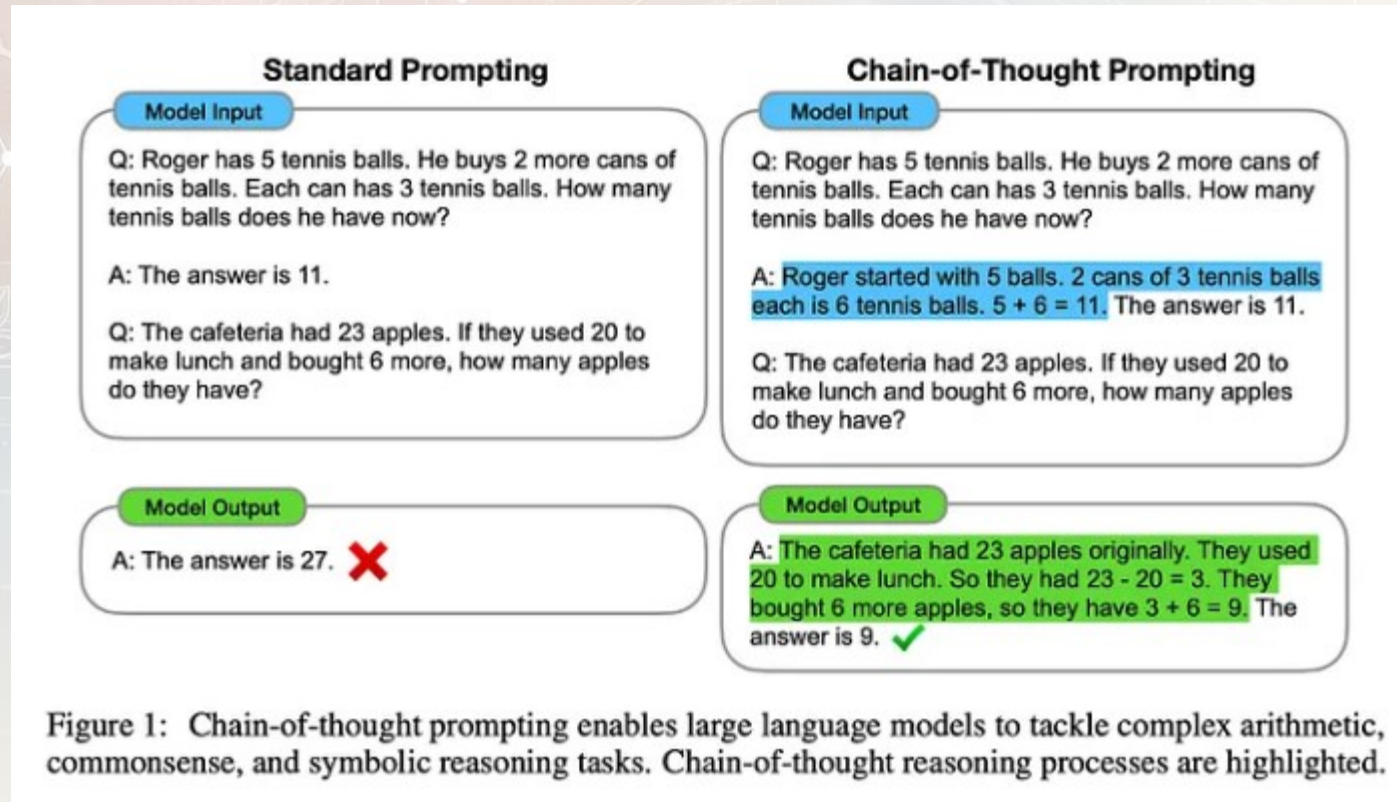 Standard Prompting
Model Input
Q: Roger has 5 tennis balls. He buys 2 more cans of
tennis balls. Each can has 3 tennis balls. How many
tennis balls does he have now?
A: The answer is 11.
Q: The cafeteria had 23 apples. If they used 20 to
make lunch and bought 6 more, how many apples
do they have?
Model Output
A: The answer is 27.
Chain-of-Thought Prompting
Model Input
Q: Roger has 5 tennis balls. He buys 2 more cans of
tennis balls. Each can has 3 tennis balls. How many
tennis balls does he have now?
A: Roger started with 5 balls. 2 cans of 3 tennis balls
each is 6 tennis balls. 5 + 6 = 11. The answer is 11.
Q: The cafeteria had 23 apples. If they used 20 to
make lunch and bought 6 more, how many apples
do they have?
Model Output
A: The cafeteria had 23 apples originally. They used
20 to make lunch. So they had 23 - 20 = 3. They
bought 6 more apples, so they have 3 + 6 = 9. The
answer is 9.
Figure 1: Chain-of-thought prompting enables large language models to tackle complex arithmetic,
commonsense, and symbolic reasoning tasks. Chain-of-thought reasoning processes are highlighted.